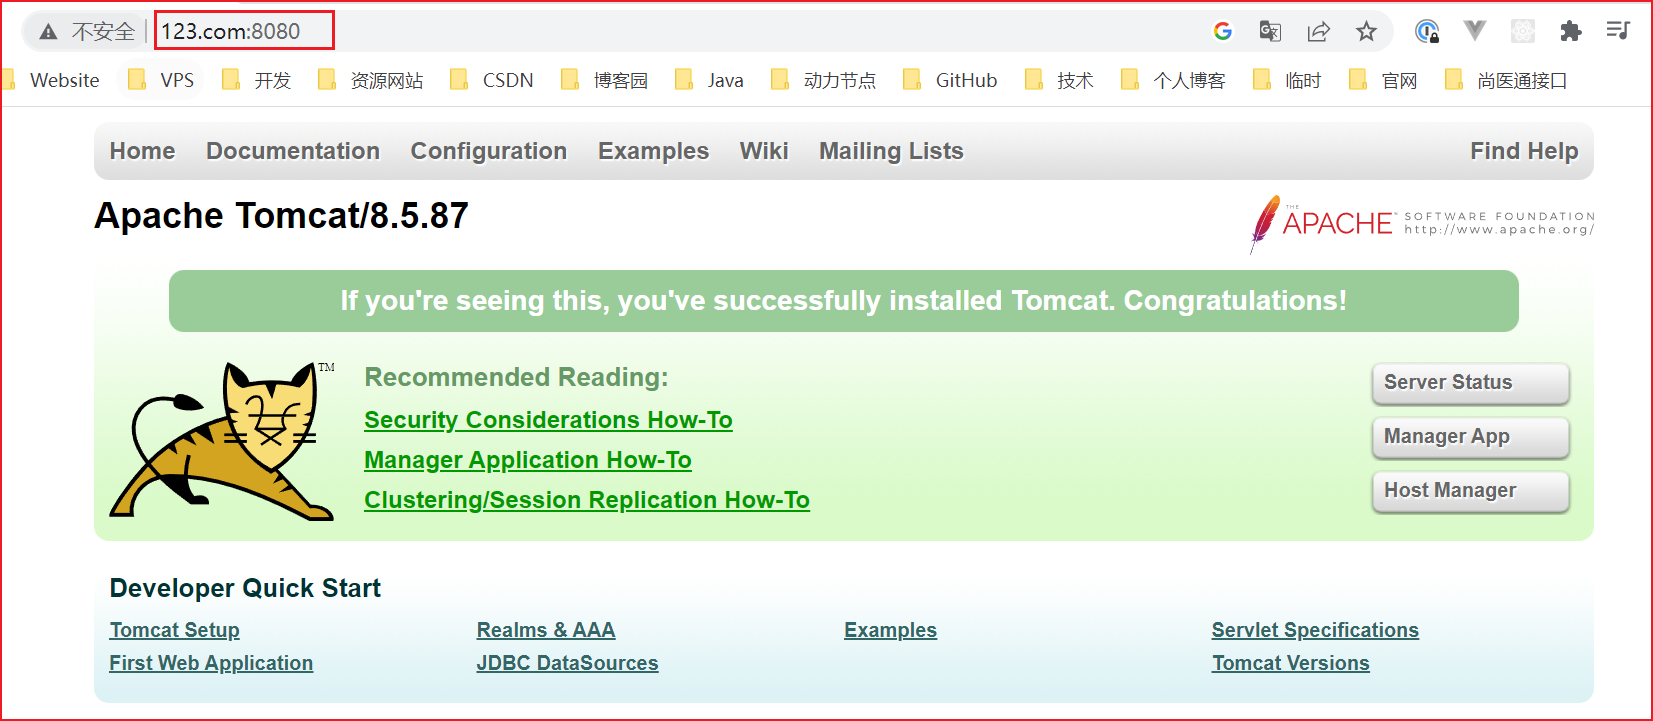 不安全 123.com:8080
Website VPS 开发 资源网站 CSDN 博客园 Java 动力节点 GitHub 技术 个人博客 临时 官网 尚医通接口
Home Documentation Configuration Examples Wiki Mailing Lists Find Help
Apache Tomcat/8.5.87
THE APACHE SOFTWARE FOUNDATION
http://www.apache.org/
If you're seeing this, you've successfully installed Tomcat. Congratulations!
TM
Recommended Reading:
Security Considerations How-To
Manager Application How-To
Clustering/Session Replication How-To
Server Status
Manager App
Host Manager
Developer Quick Start
Tomcat Setup Realms & AAA Examples Servlet Specifications
First Web Application JDBC DataSources Tomcat Versions